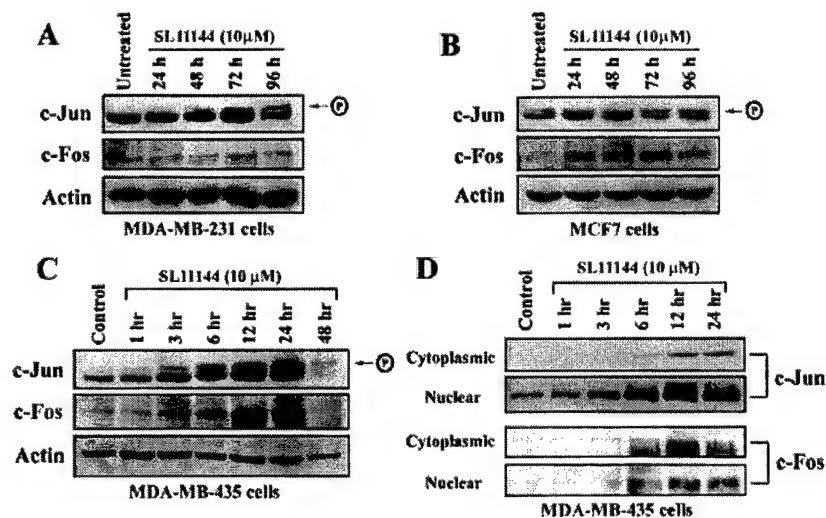 A
SL11144 (10μM)
Untreated
24 h
48 h
72 h
96 h
c-Jun
P
c-Fos
Actin
MDA-MB-231 cells
B
SL11144 (10μM)
Untreated
24 h
48 h
72 h
96 h
c-Jun
P
c-Fos
Actin
MCF7 cells
C
SL11144 (10 μM)
Control
1 hr
3 hr
6 hr
12 hr
24 hr
48 hr
c-Jun
P
c-Fos
Actin
MDA-MB-435 cells
D
SL11144 (10 μM)
Control
1 hr
3 hr
6 hr
12 hr
24 hr
Cytoplasmic
Nuclear
c-Jun
Cytoplasmic
Nuclear
c-Fos
MDA-MB-435 cells